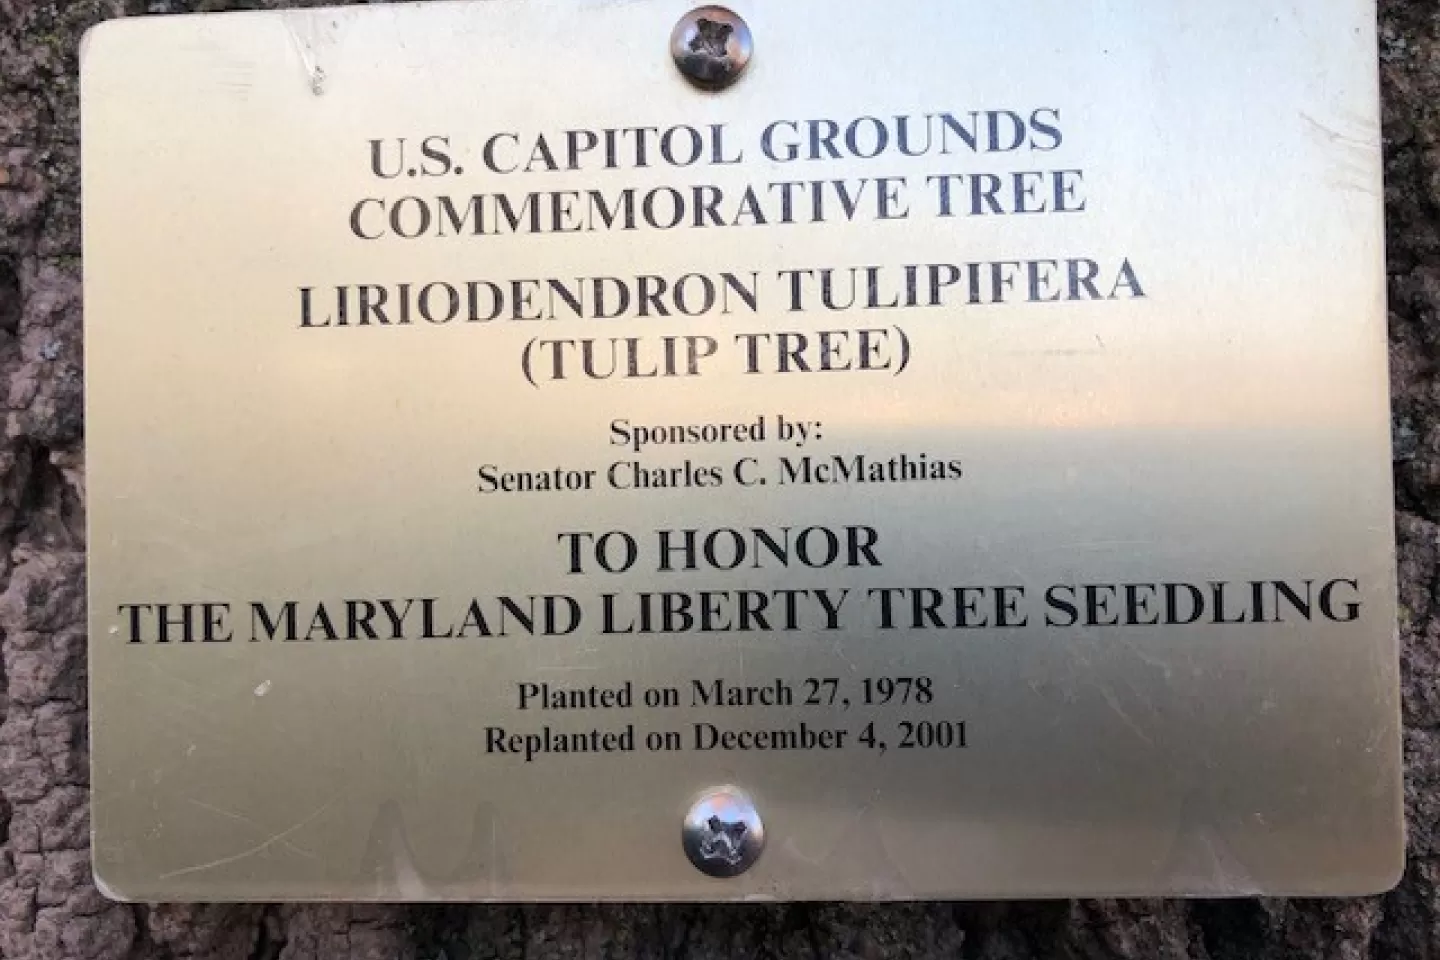 U.S. CAPITOL GROUNDS
COMMEMORATIVE TREE
LIRIODENDRON TULIPIFERA
(TULIP TREE)
Sponsored by:
Senator Charles C. McMathias
TO HONOR
THE MARYLAND LIBERTY TREE SEEDLING
Planted on March 27, 1978
Replanted on December 4, 2001